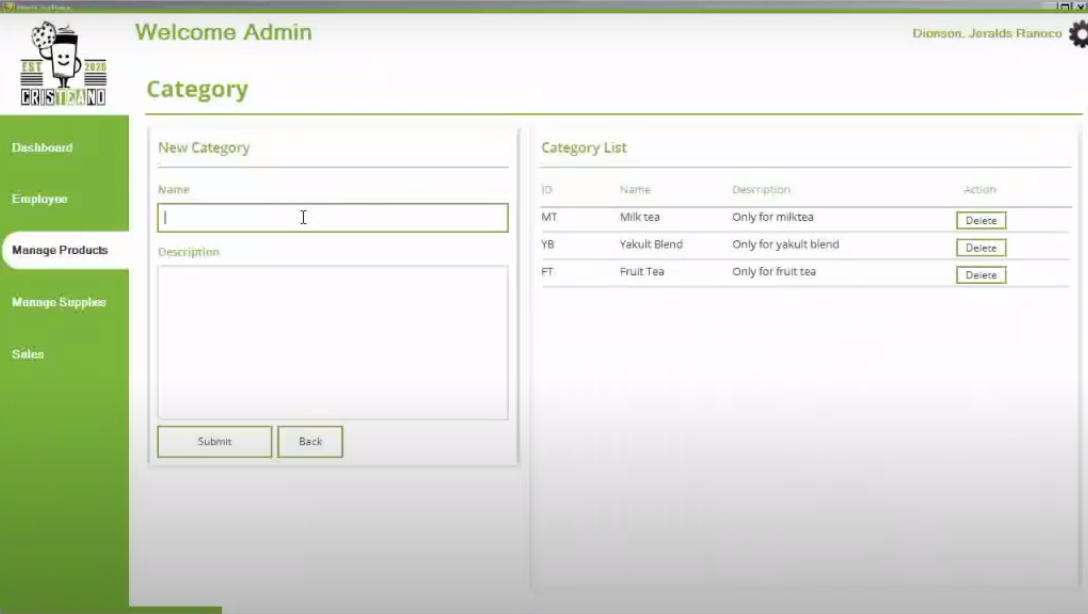 Welcome Admin
Dionson, Jeralds Ranoco
EST 2020
CRISTEANO
Category
Dashboard
Employee
Manage Products
Manage Supplies
Sales
New Category
Name
Description
Submit
Back
Category List
ID Name Description Action
MT Milk tea Only for milktea Delete
YB Yakult Blend Only for yakult blend Delete
FT Fruit Tea Only for fruit tea Delete